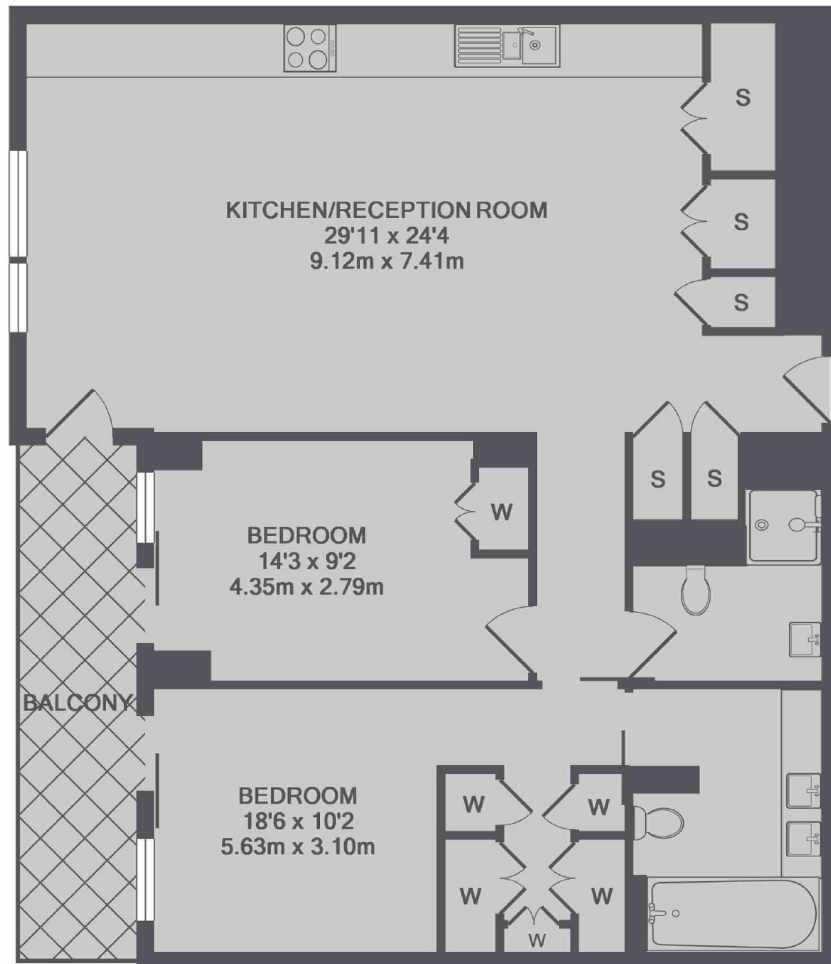 S
KITCHEN/RECEPTION ROOM
29'11 x 24'4
9.12m x 7.41m
S
S
S
S
W
BEDROOM
14'3 x 9'2
4.35m x 2.79m
BALCONY
BEDROOM
18'6 x 10'2
5.63m x 3.10m
W
W
W
W
W